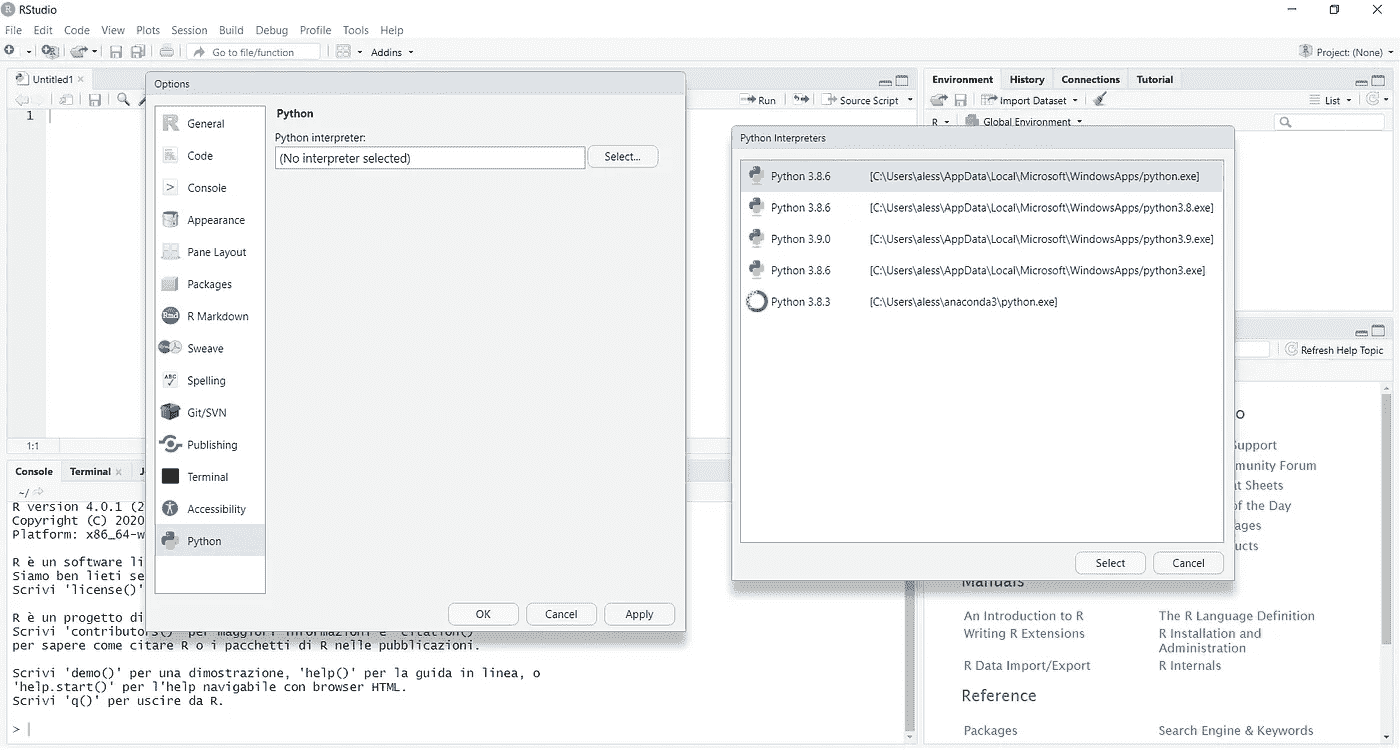 RStudio
File Edit Code View Plots Session Build Debug Profile Tools Help
Go to file/function Addins Project: (None)
Untitled1
Run Source Script
1
1:1
Options
General
Code
Console
Appearance
Pane Layout
Packages
R Markdown
Sweave
Spelling
Git/SVN
Publishing
Terminal
Accessibility
Python
Python
Python interpreter:
(No interpreter selected) Select...
OK Cancel Apply
Environment History Connections Tutorial
Import Dataset List
R Global Environment
Python Interpreters
Python 3.8.6 [C:\Users\aless\AppData\Local\Microsoft\WindowsApps/python.exe]
Python 3.8.6 [C:\Users\aless\AppData\Local\Microsoft\WindowsApps/python3.8.exe]
Python 3.9.0 [C:\Users\aless\AppData\Local\Microsoft\WindowsApps/python3.9.exe]
Python 3.8.6 [C:\Users\aless\AppData\Local\Microsoft\WindowsApps/python3.exe]
Python 3.8.3 [C:\Users\aless\anaconda3\python.exe]
Select Cancel
Console Terminal
~/
R version 4.0.1 (2
Copyright (C) 2020
Platform: x86_64-w
R è un software li
Siamo ben lieti se
Scrivi 'license()'
R è un progetto di
Scrivi 'contributors()' per maggiori informazioni e 'citation()'
per sapere come citare R o i pacchetti di R nelle pubblicazioni.
Scrivi 'demo()' per una dimostrazione, 'help()' per la guida in linea, o
'help.start()' per l'help navigabile con browser HTML.
Scrivi 'q()' per uscire da R.
>
Refresh Help Topic
upport
munity Forum
at Sheets
of the Day
ages
ucts
Manuals
An Introduction to R The R Language Definition
Writing R Extensions R Installation and
Administration
R Data Import/Export R Internals
Reference
Packages Search Engine & Keywords